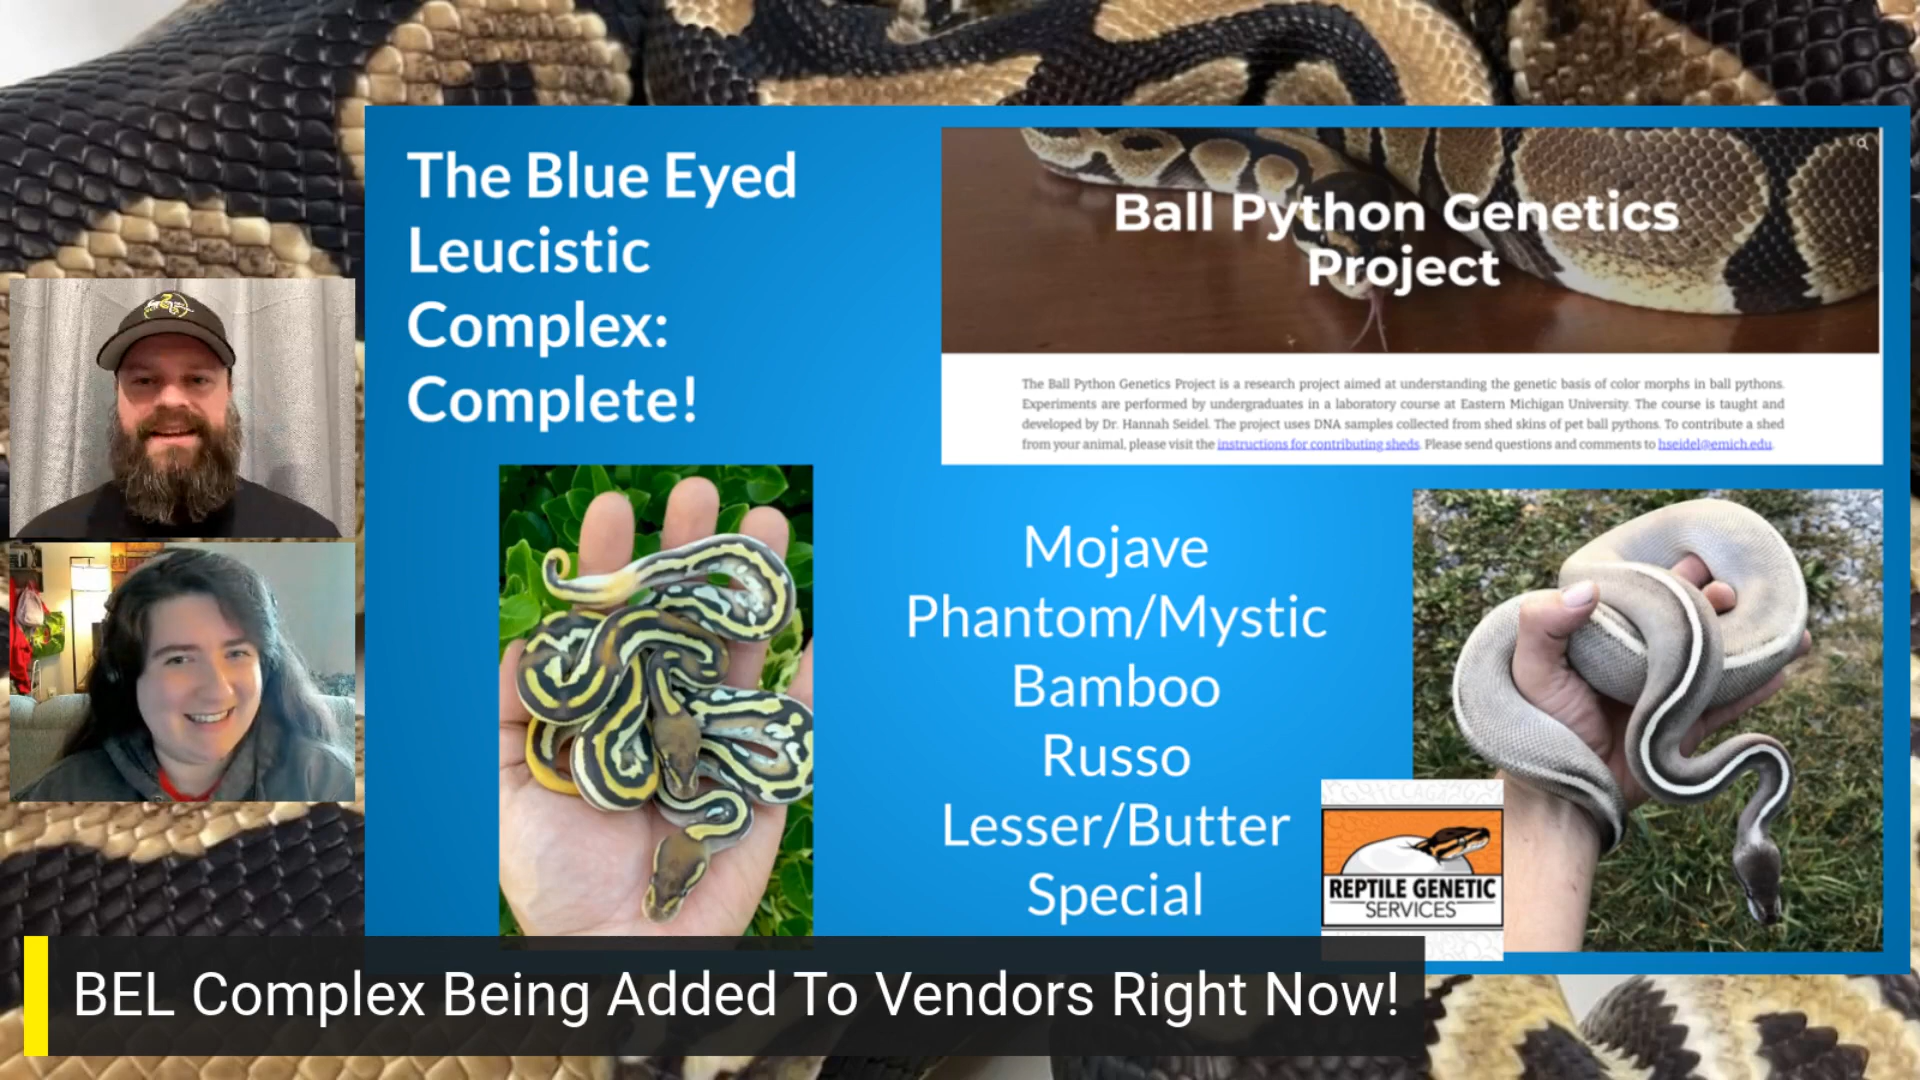 The Blue Eyed
Leucistic
Complex:
Complete!
Ball Python Genetics
Project
The Ball Python Genetics Project is a research project aimed at understanding the genetic basis of color morphs in ball pythons.
Experiments are performed by undergraduates in a laboratory course at Eastern Michigan University. The course is taught and
developed by Dr. Hannah Seidel. The project uses DNA samples collected from shed skins of pet ball pythons. To contribute a shed
from your animal, please visit the instructions for contributing sheds. Please send questions and comments to hseidel@emich.edu.
Mojave
Phantom/Mystic
Bamboo
Russo
Lesser/Butter
Special
REPTILE GENETIC
SERVICES
BEL Complex Being Added To Vendors Right Now!